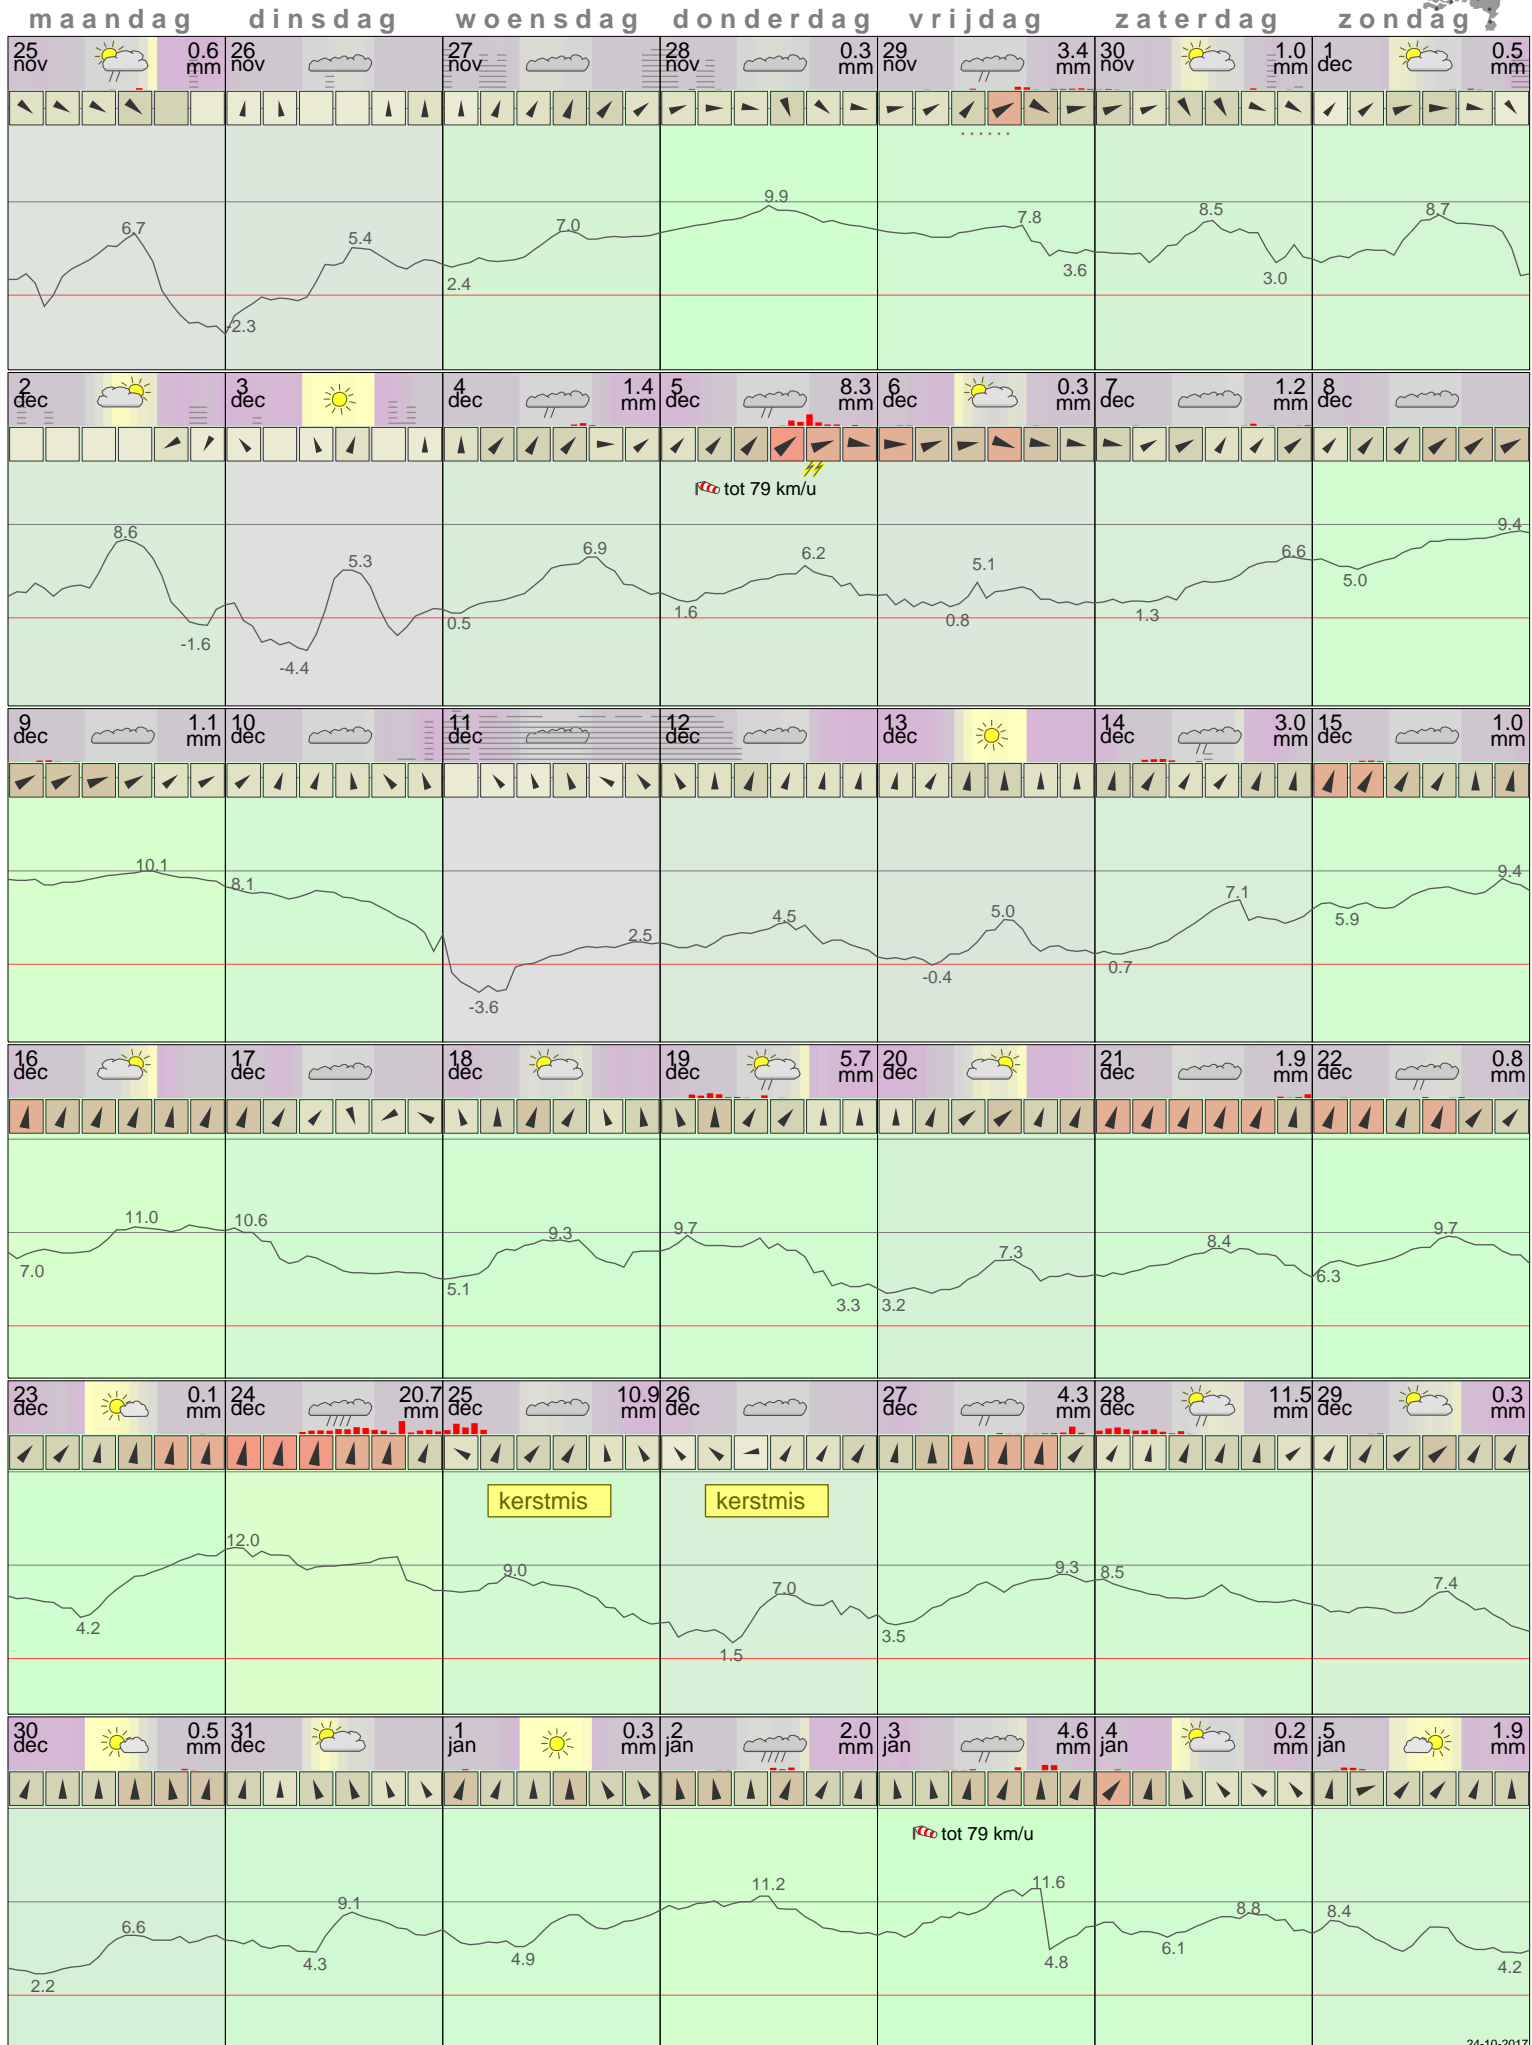 maandag dinsdag woensdag donderdag vrijdag zaterdag zondag
25 0.6 26 27 28 0.3 29 3.4 30 1.0 1 0.5
nov mm nov nov nov mm nov mm nov mm dec mm
9.9
6.7 5.4 7.0 7.8 8.5 8.7
2.4 3.6 3.0
-2.3
2 3 4 1.4 5 8.3 6 0.3 7 1.2 8
dec dec dec mm dec mm dec mm dec mm dec
tot 79 km/u
8.6 5.3 6.9 6.2 5.1 6.6 9.4
-1.6 -4.4 0.5 1.6 0.8 1.3 5.0
9 1.1 10 11 12 13 14 3.0 15 1.0
dec mm dec dec dec dec dec mm dec mm
10.1 8.1 2.5 4.5 5.0 7.1 9.4
-3.6 -0.4 0.7 5.9
16 17 18 19 5.7 20 21 1.9 22 0.8
dec dec dec dec mm dec dec mm dec mm
11.0 10.6 9.3 9.7 7.3 8.4 9.7
7.0 5.1 3.3 3.2 6.3
23 0.1 24 20.7 25 10.9 26 27 4.3 28 11.5 29 0.3
dec mm dec mm dec mm dec dec mm dec mm dec mm
kerstmis kerstmis
12.0 9.0 7.0 9.3 8.5 7.4
4.2 1.5 3.5
30 0.5 31 1 0.3 2 2.0 3 4.6 4 0.2 5 1.9
dec mm dec jan mm jan mm jan mm jan mm jan mm
tot 79 km/u
6.6 9.1 11.2 11.6 8.8 8.4
2.2 4.3 4.9 4.8 6.1 4.2
24-10-2017